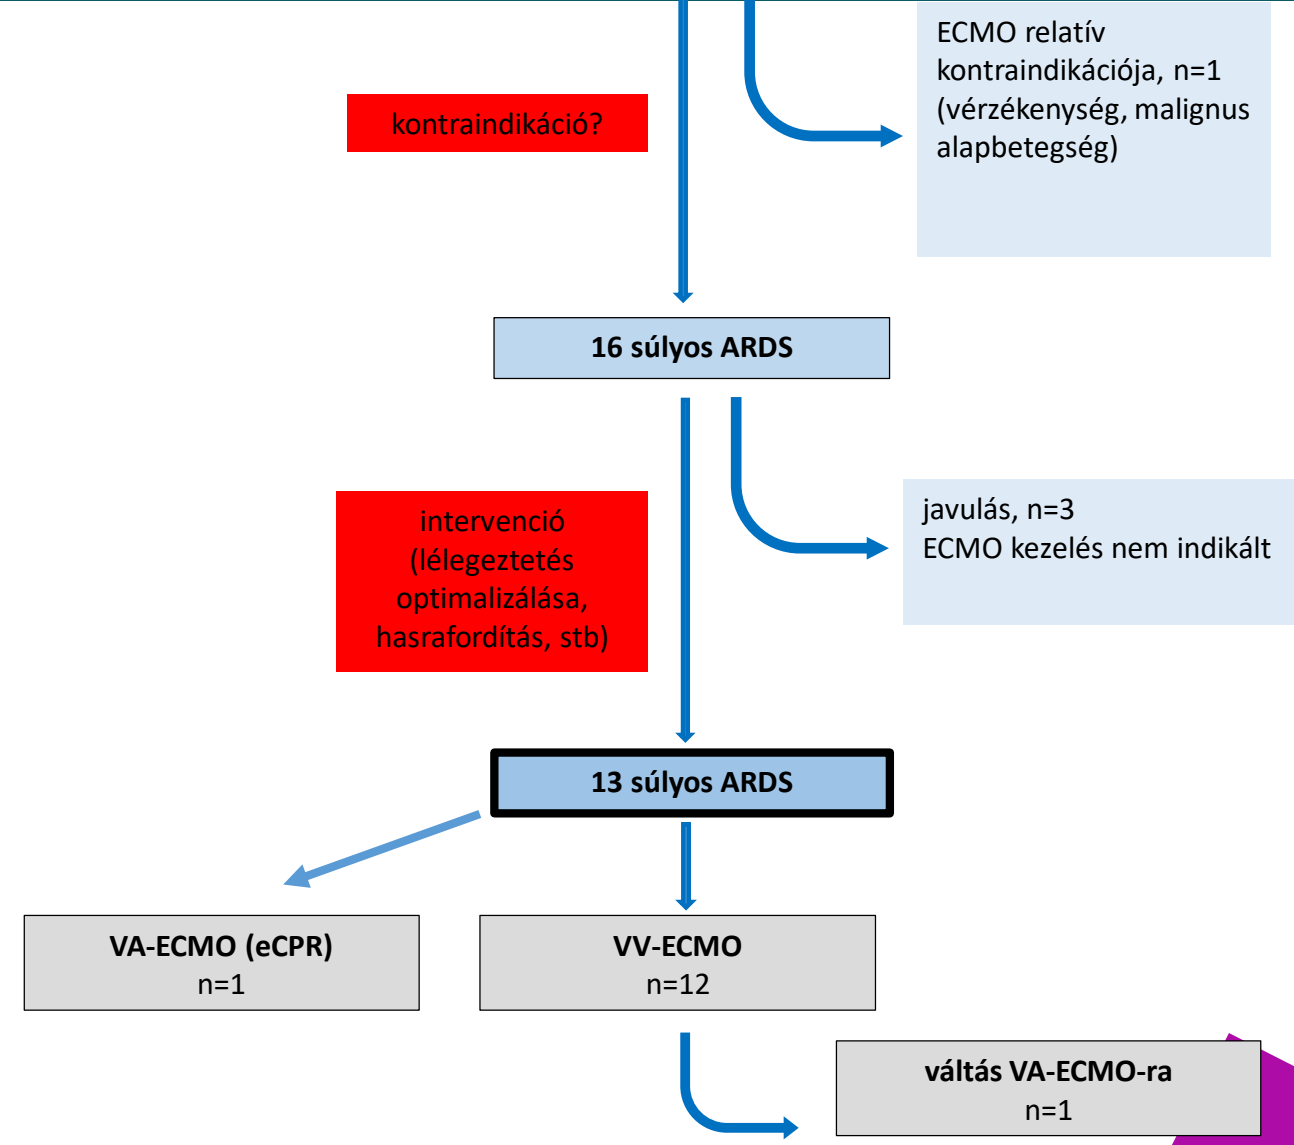 ECMO relatív
kontraindikációja, n=1
(vérzékenység, malignus
alapbetegség)
kontraindikáció?
16 súlyos ARDS
intervenció
(lélegeztetés
optimalizálása,
hasrafordítás, stb)
javulás, n=3
ECMO kezelés nem indikált
13 súlyos ARDS
VA-ECMO (eCPR)
n=1
VV-ECMO
n=12
váltás VA-ECMO-ra
n=1